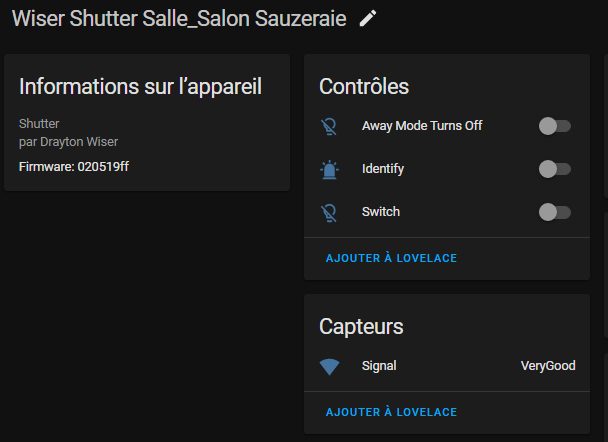 Wiser Shutter Salle_Salon Sauzeraie
Informations sur l’appareil
Shutter
par Drayton Wiser
Firmware: 020519ff
Contrôles
Away Mode Turns Off
Identify
Switch
AJOUTER À LOVELACE
Capteurs
Signal VeryGood
AJOUTER À LOVELACE